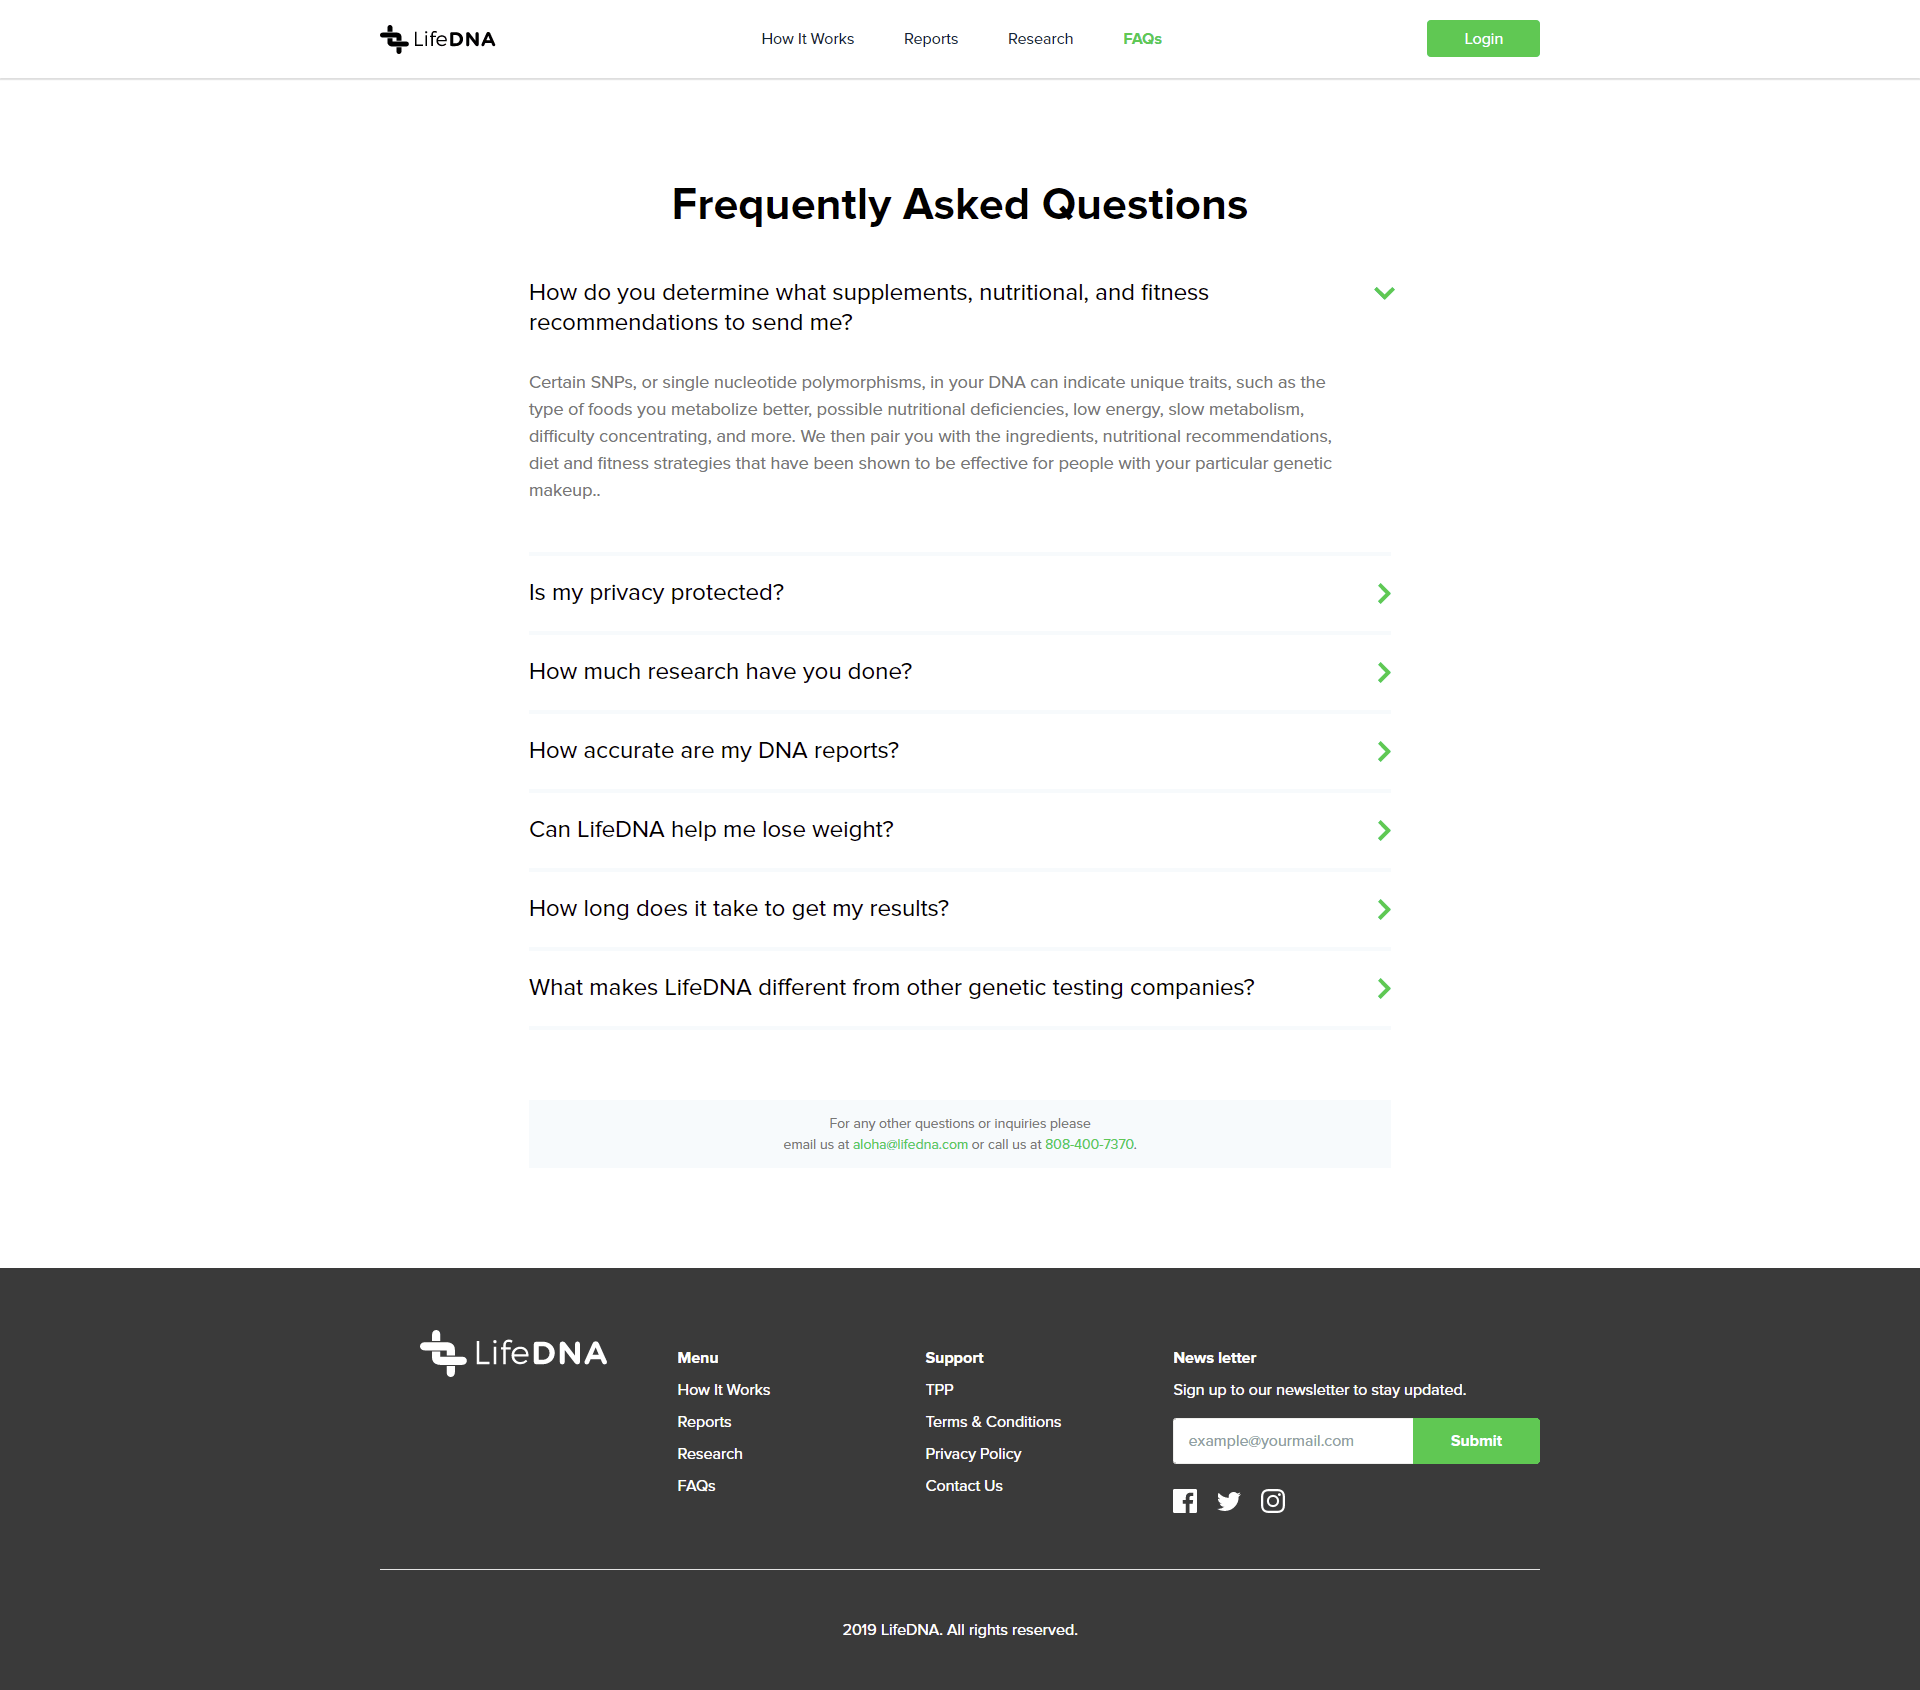 LifeDNA
How It Works
Reports
Research
FAQs
Login
Frequently Asked Questions
How do you determine what supplements, nutritional, and fitness
recommendations to send me?
Certain SNPs, or single nucleotide polymorphisms, in your DNA can indicate unique traits, such as the
type of foods you metabolize better, possible nutritional deficiencies, low energy, slow metabolism,
difficulty concentrating, and more. We then pair you with the ingredients, nutritional recommendations,
diet and fitness strategies that have been shown to be effective for people with your particular genetic
makeup..
Is my privacy protected?
How much research have you done?
How accurate are my DNA reports?
Can LifeDNA help me lose weight?
How long does it take to get my results?
What makes LifeDNA different from other genetic testing companies?
For any other questions or inquiries please
email us at aloha@lifedna.com or call us at 808-400-7370.
LifeDNA
Menu
How It Works
Reports
Research
FAQs
Support
TPP
Terms & Conditions
Privacy Policy
Contact Us
News letter
Sign up to our newsletter to stay updated.
example@yourmail.com
Submit
2019 LifeDNA. All rights reserved.